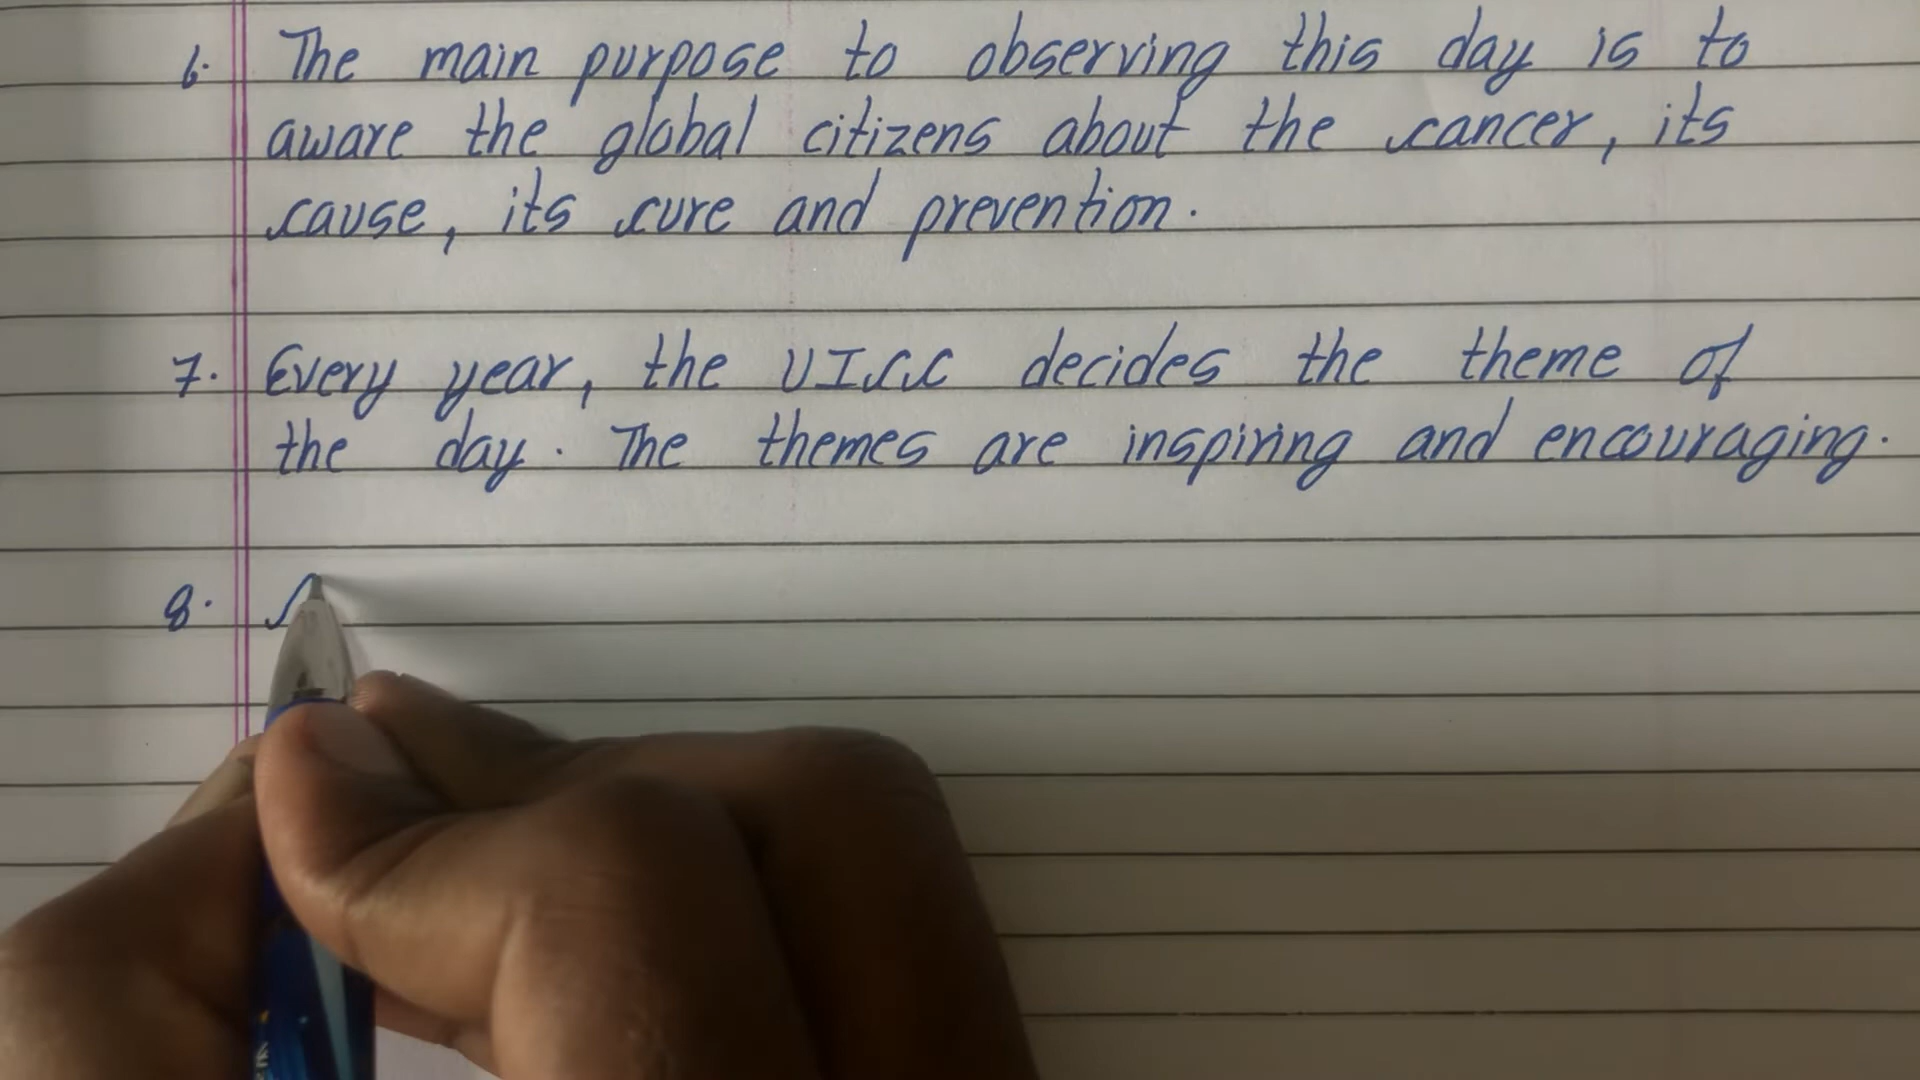 6. The main purpose to observing this day is to
aware the global citizens about the cancer, its
cause, its cure and prevention.
7. Every year, the UICC decides the theme of
the day. The themes are inspiring and encouraging.
8.